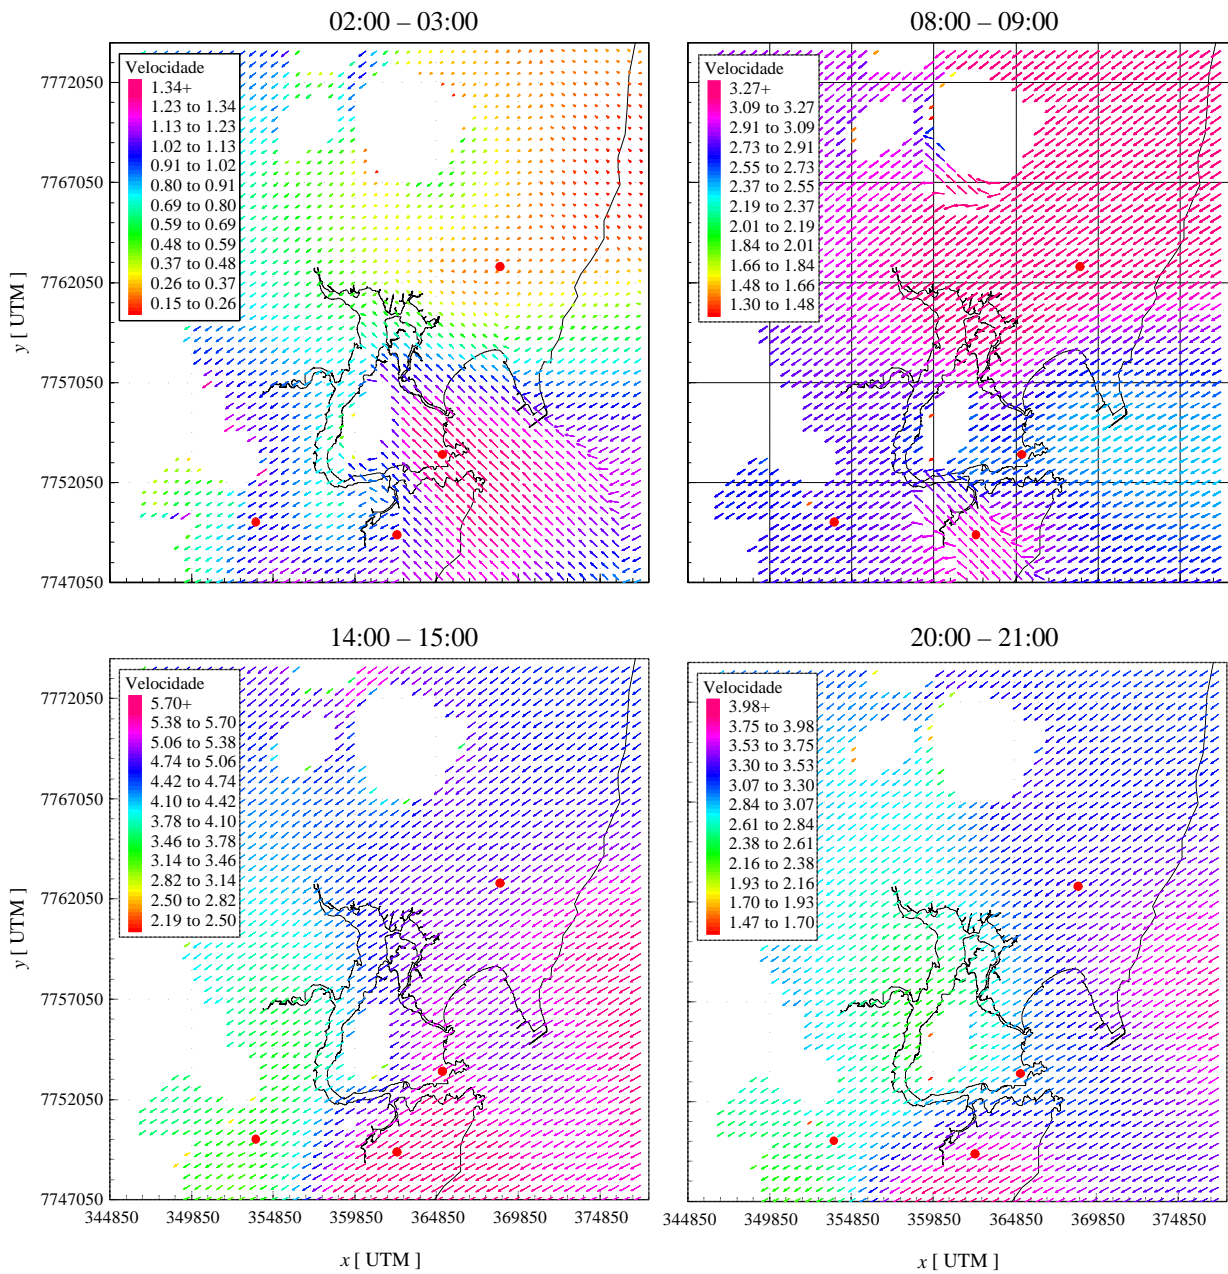 02:00 – 03:00
08:00 – 09:00
Velocidade
1.34+
1.23 to 1.34
1.13 to 1.23
1.02 to 1.13
0.91 to 1.02
0.80 to 0.91
0.69 to 0.80
0.59 to 0.69
0.48 to 0.59
0.37 to 0.48
0.26 to 0.37
0.15 to 0.26
Velocidade
3.27+
3.09 to 3.27
2.91 to 3.09
2.73 to 2.91
2.55 to 2.73
2.37 to 2.55
2.19 to 2.37
2.01 to 2.19
1.84 to 2.01
1.66 to 1.84
1.48 to 1.66
1.30 to 1.48
7772050
7767050
7762050
7757050
7752050
7747050
y [ UTM ]
14:00 – 15:00
20:00 – 21:00
Velocidade
5.70+
5.38 to 5.70
5.06 to 5.38
4.74 to 5.06
4.42 to 4.74
4.10 to 4.42
3.78 to 4.10
3.46 to 3.78
3.14 to 3.46
2.82 to 3.14
2.50 to 2.82
2.19 to 2.50
Velocidade
3.98+
3.75 to 3.98
3.53 to 3.75
3.30 to 3.53
3.07 to 3.30
2.84 to 3.07
2.61 to 2.84
2.38 to 2.61
2.16 to 2.38
1.93 to 2.16
1.70 to 1.93
1.47 to 1.70
7772050
7767050
7762050
7757050
7752050
7747050
y [ UTM ]
344850 349850 354850 359850 364850 369850 374850
344850 349850 354850 359850 364850 369850 374850
x [ UTM ]
x [ UTM ]